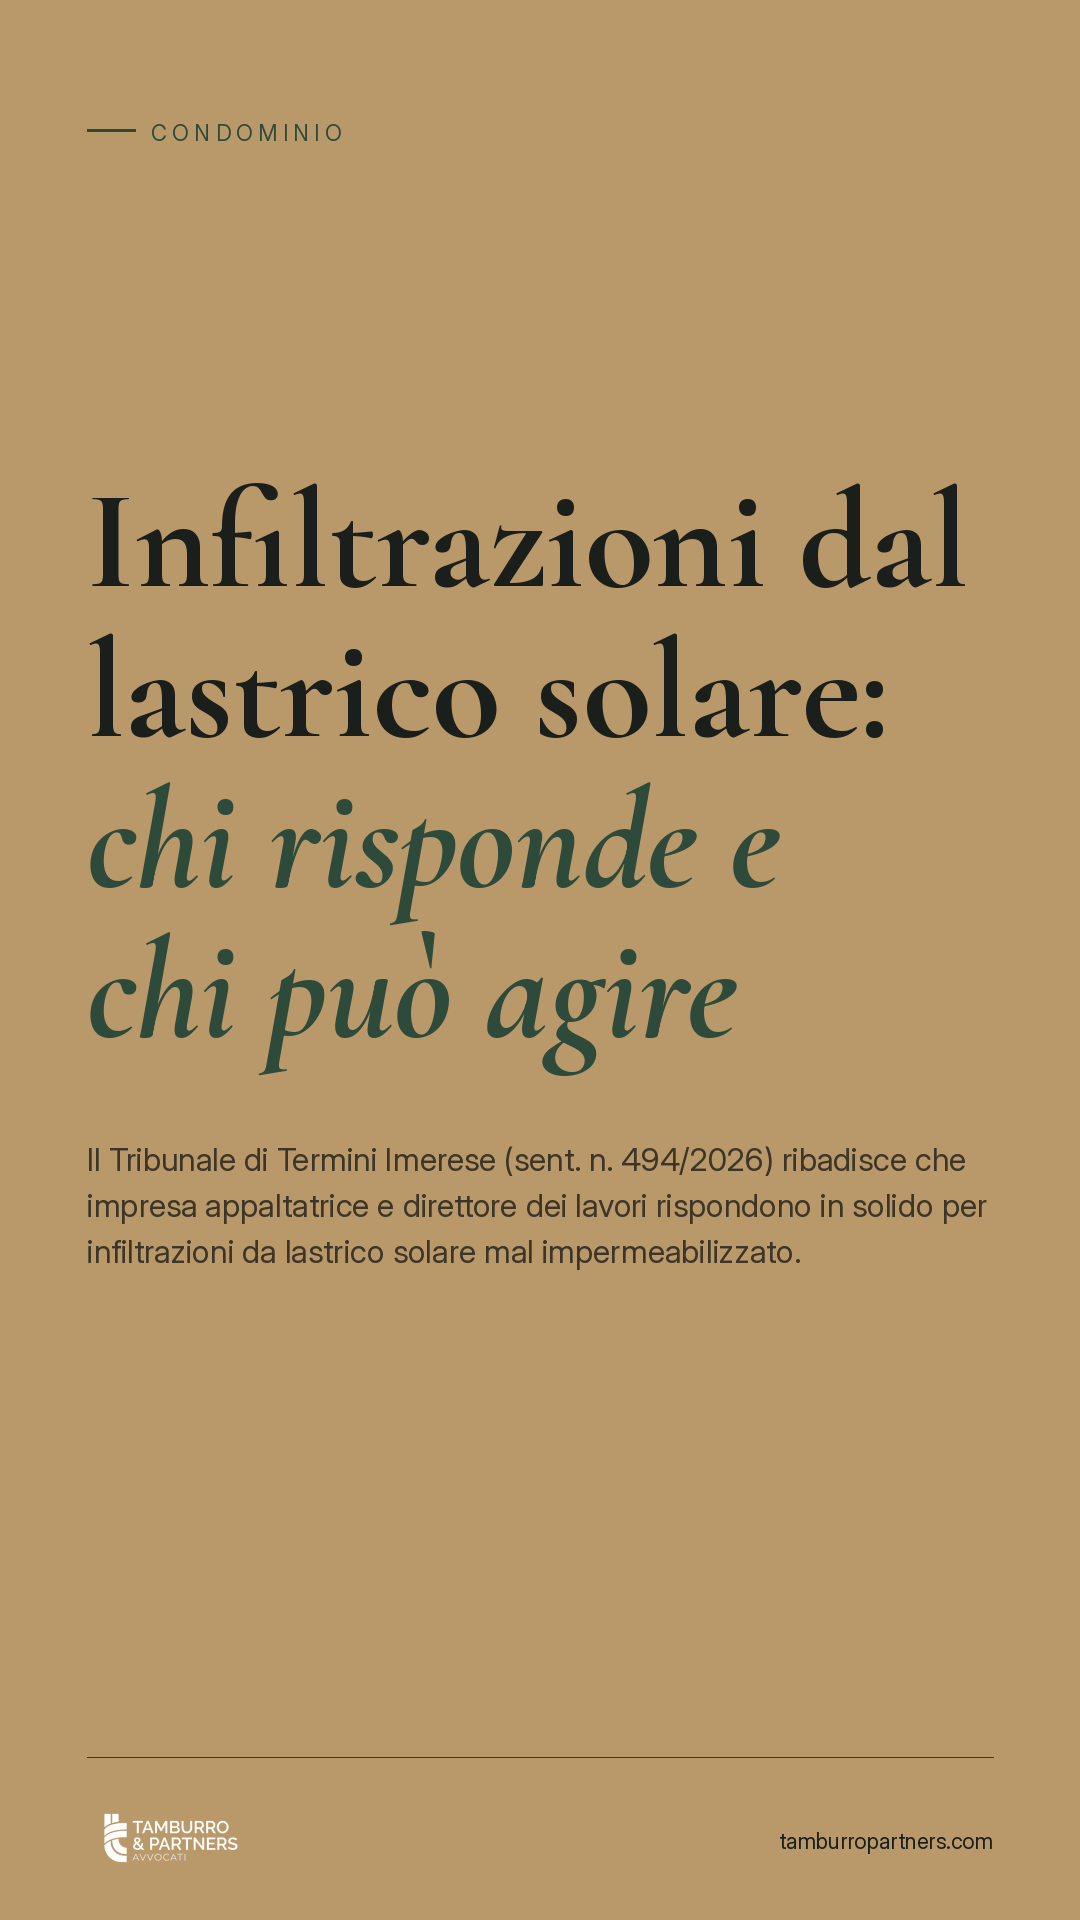 CONDOMINIO
Infiltrazioni dal
lastrico solare:
chi risponde e
chi può agire
Il Tribunale di Termini Imerese (sent. n. 494/2026) ribadisce che
impresa appaltatrice e direttore dei lavori rispondono in solido per
infiltrazioni da lastrico solare mal impermeabilizzato.
TAMBURRO
& PARTNERS
AVVOCATI
tamburropartners.com